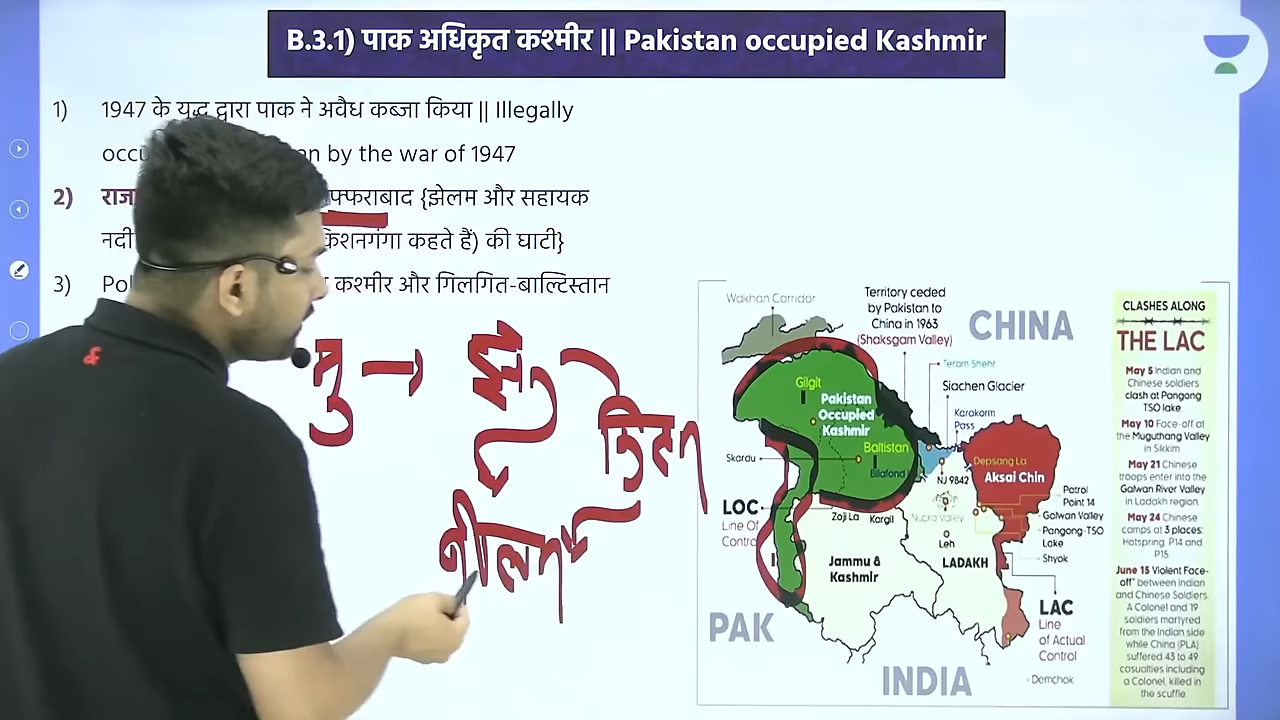 B.3.1) पाक अधिकृत कश्मीर || Pakistan occupied Kashmir
1) 1947 के युद्ध द्वारा पाक ने अवैध कब्जा किया || Illegally
by the war of 1947
2) {झेलम और सहायक
नदी किशनगंगा कहते हैं) की घाटी}
3) कश्मीर और गिलगित-बाल्टिस्तान
मु → झे
नीलम
Wakhan Corridor
Territory ceded
by Pakistan to
China in 1963
(Shaksgam Valley)
CHINA
Teram Shehr
Siachen Glacier
Karakorm
Pass
Gilgit
Pakistan
Occupied
Kashmir
Baltistan
Skardu
Bilafond
NJ 9842
Depsang La
Aksai Chin
LOC
Line Of
Control
Zoji La
Kargil
Nubra Valley
Leh
Patrol
Point 14
Galwan Valley
Pangong-TSO
Lake
Shyok
Jammu &
Kashmir
LADAKH
LAC
Line
of Actual
Control
PAK
INDIA
Demchok
CLASHES ALONG
THE LAC
May 5 Indian and
Chinese soldiers
clash at Pangong
TSO lake
May 10 Face-off at
the Muguthang Valley
in Sikkim.
May 21 Chinese
troops enter into the
Galwan River Valley
in Ladakh region.
May 24 Chinese
camps at 3 places:
Hotspring, P14 and
P15.
June 15 Violent Face-
off" between Indian
and Chinese Soldiers.
A Colonel and 19
soldiers martyred
from the Indian side
while China (PLA)
suffered 43 to 49
casualties including
a Colonel, killed in
the scuffle